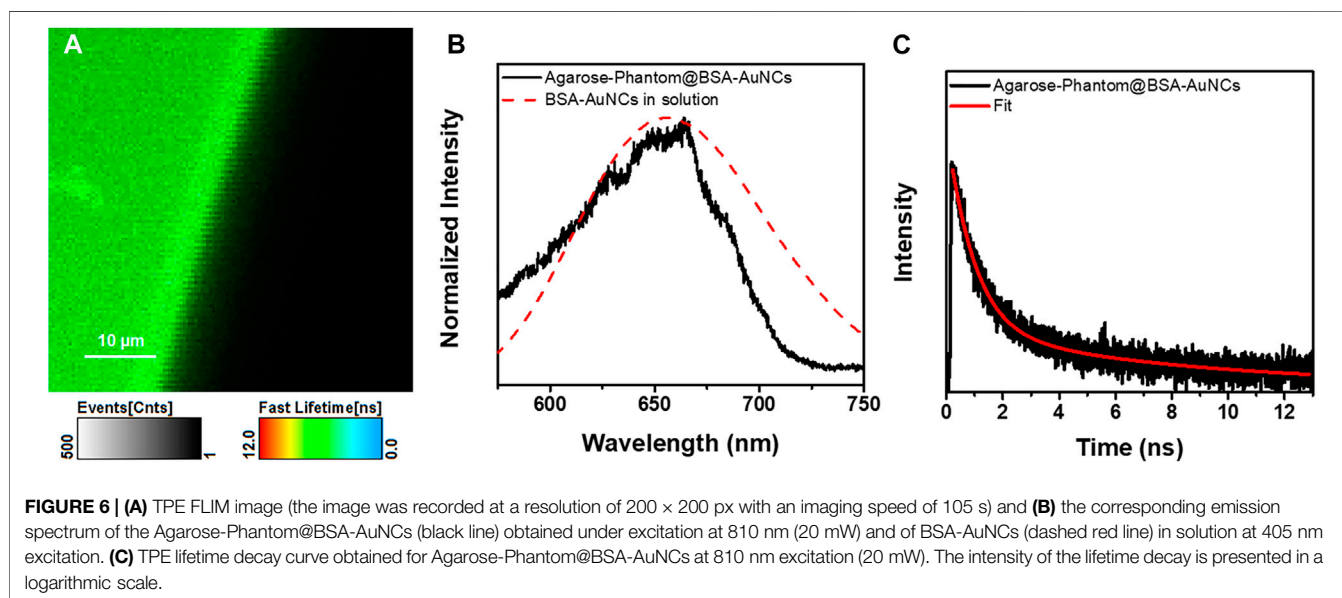 A
10 µm
Events[Cnts]
500
1
Fast Lifetime[ns]
12.0
0.0
B
Agarose-Phantom@BSA-AuNCs
BSA-AuNCs in solution
Normalized Intensity
600 650 700 750
Wavelength (nm)
C
Agarose-Phantom@BSA-AuNCs
Fit
Intensity
0 2 4 6 8 10 12
Time (ns)
FIGURE 6 | (A) TPE FLIM image (the image was recorded at a resolution of 200 × 200 px with an imaging speed of 105 s) and (B) the corresponding emission
spectrum of the Agarose-Phantom@BSA-AuNCs (black line) obtained under excitation at 810 nm (20 mW) and of BSA-AuNCs (dashed red line) in solution at 405 nm
excitation. (C) TPE lifetime decay curve obtained for Agarose-Phantom@BSA-AuNCs at 810 nm excitation (20 mW). The intensity of the lifetime decay is presented in a
logarithmic scale.